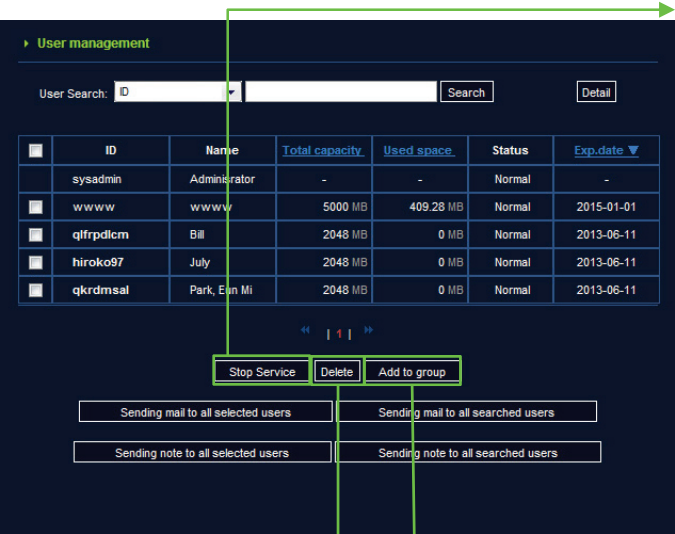 User management
User Search: ID Search Detail
ID Name Total capacity Used space Status Exp.date ▼
sysadmin Adminisrator - - Normal -
wwww wwww 5000 MB 409.28 MB Normal 2015-01-01
qlfrpdlcm Bill 2048 MB 0 MB Normal 2013-06-11
hiroko97 July 2048 MB 0 MB Normal 2013-06-11
qkrdmsal Park, Eun Mi 2048 MB 0 MB Normal 2013-06-11
| 1 |
Stop Service Delete Add to group
Sending mail to all selected users Sending mail to all searched users
Sending note to all selected users Sending note to all searched users